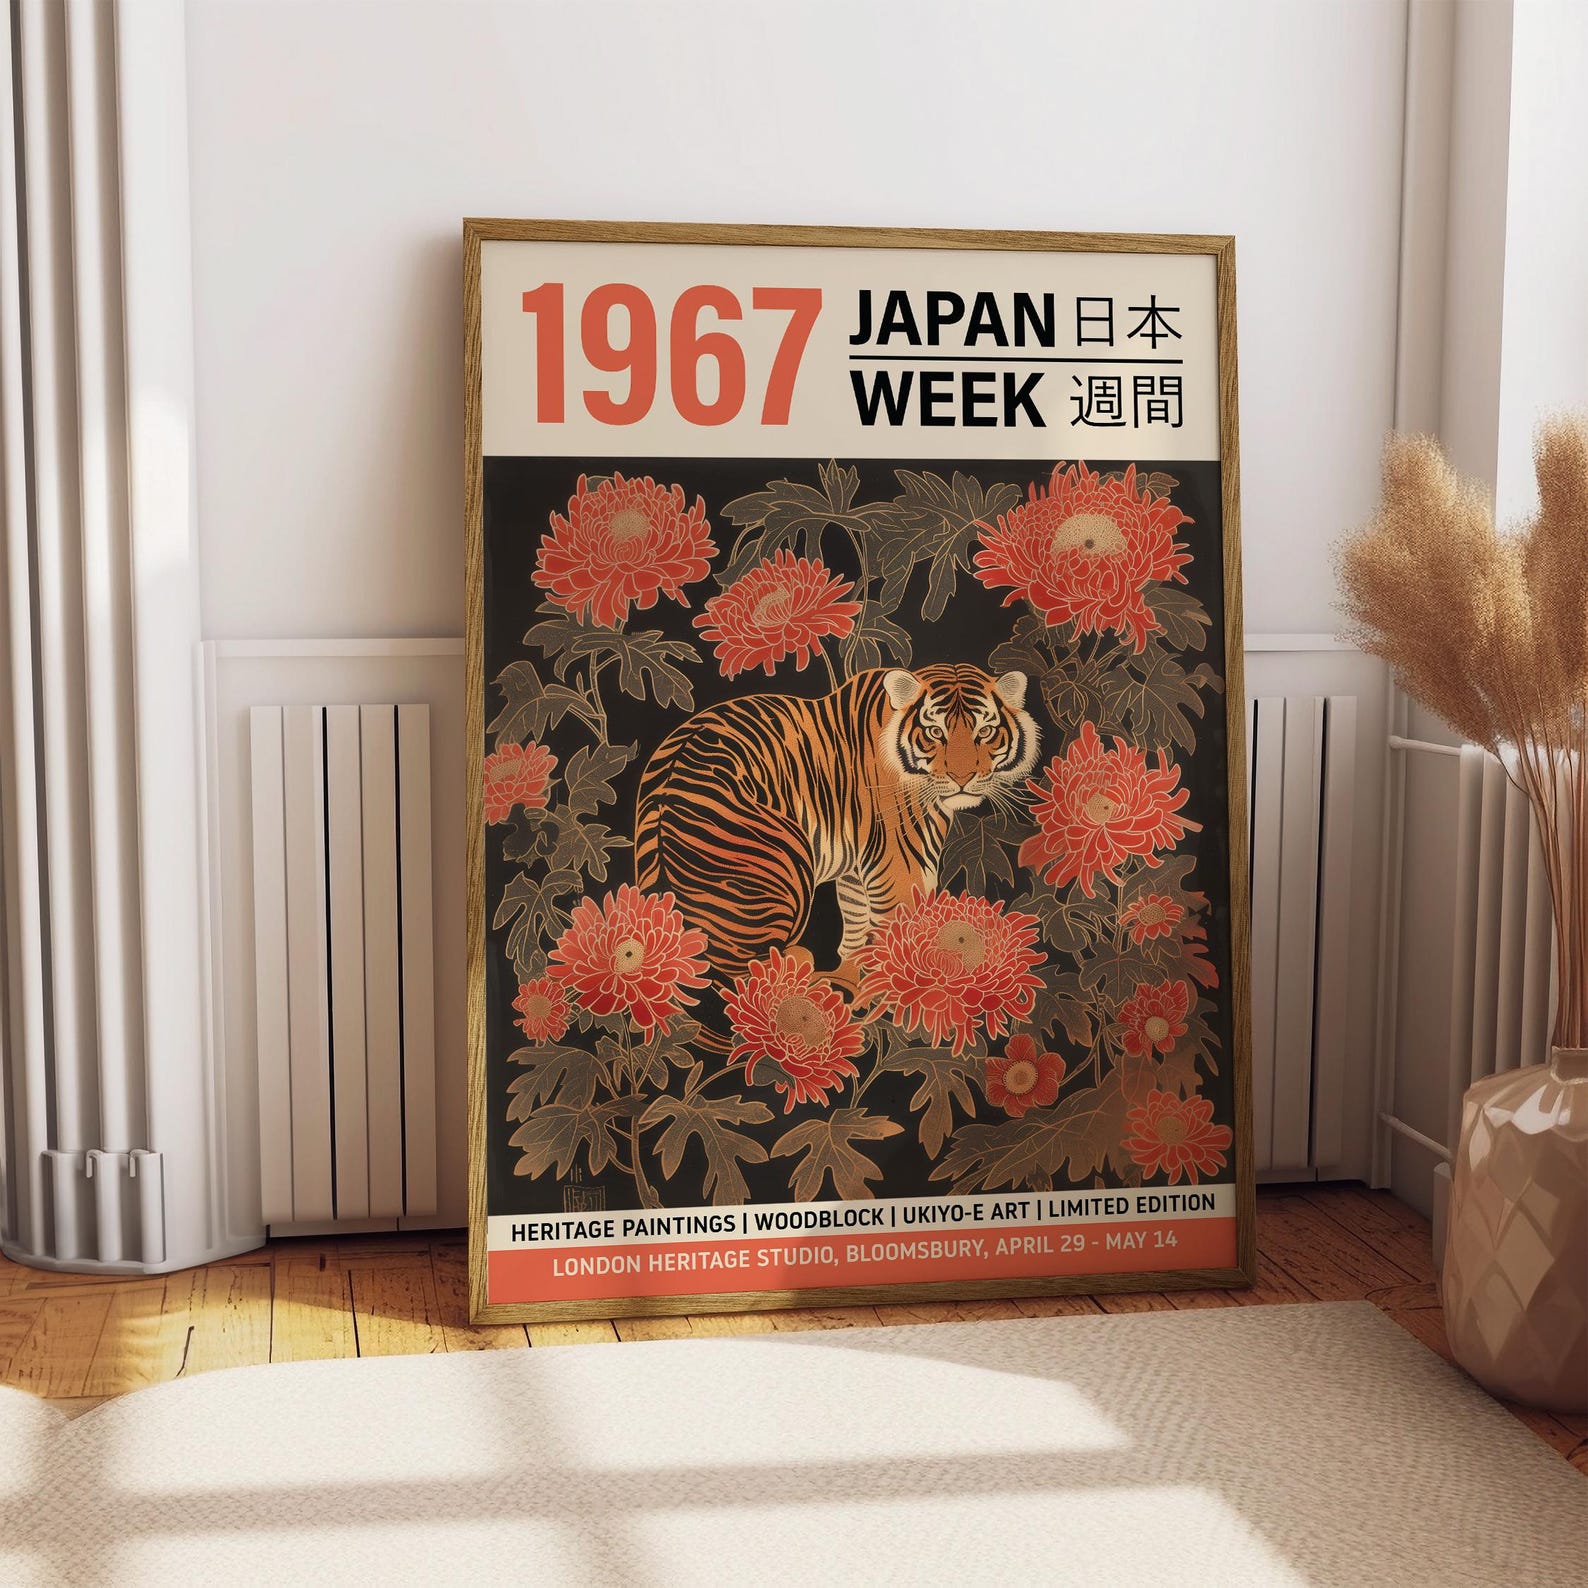 1967
JAPAN 日本
WEEK 週間
HERITAGE PAINTINGS | WOODBLOCK | UKIYO-E ART | LIMITED EDITION
LONDON HERITAGE STUDIO, BLOOMSBURY, APRIL 29 - MAY 14